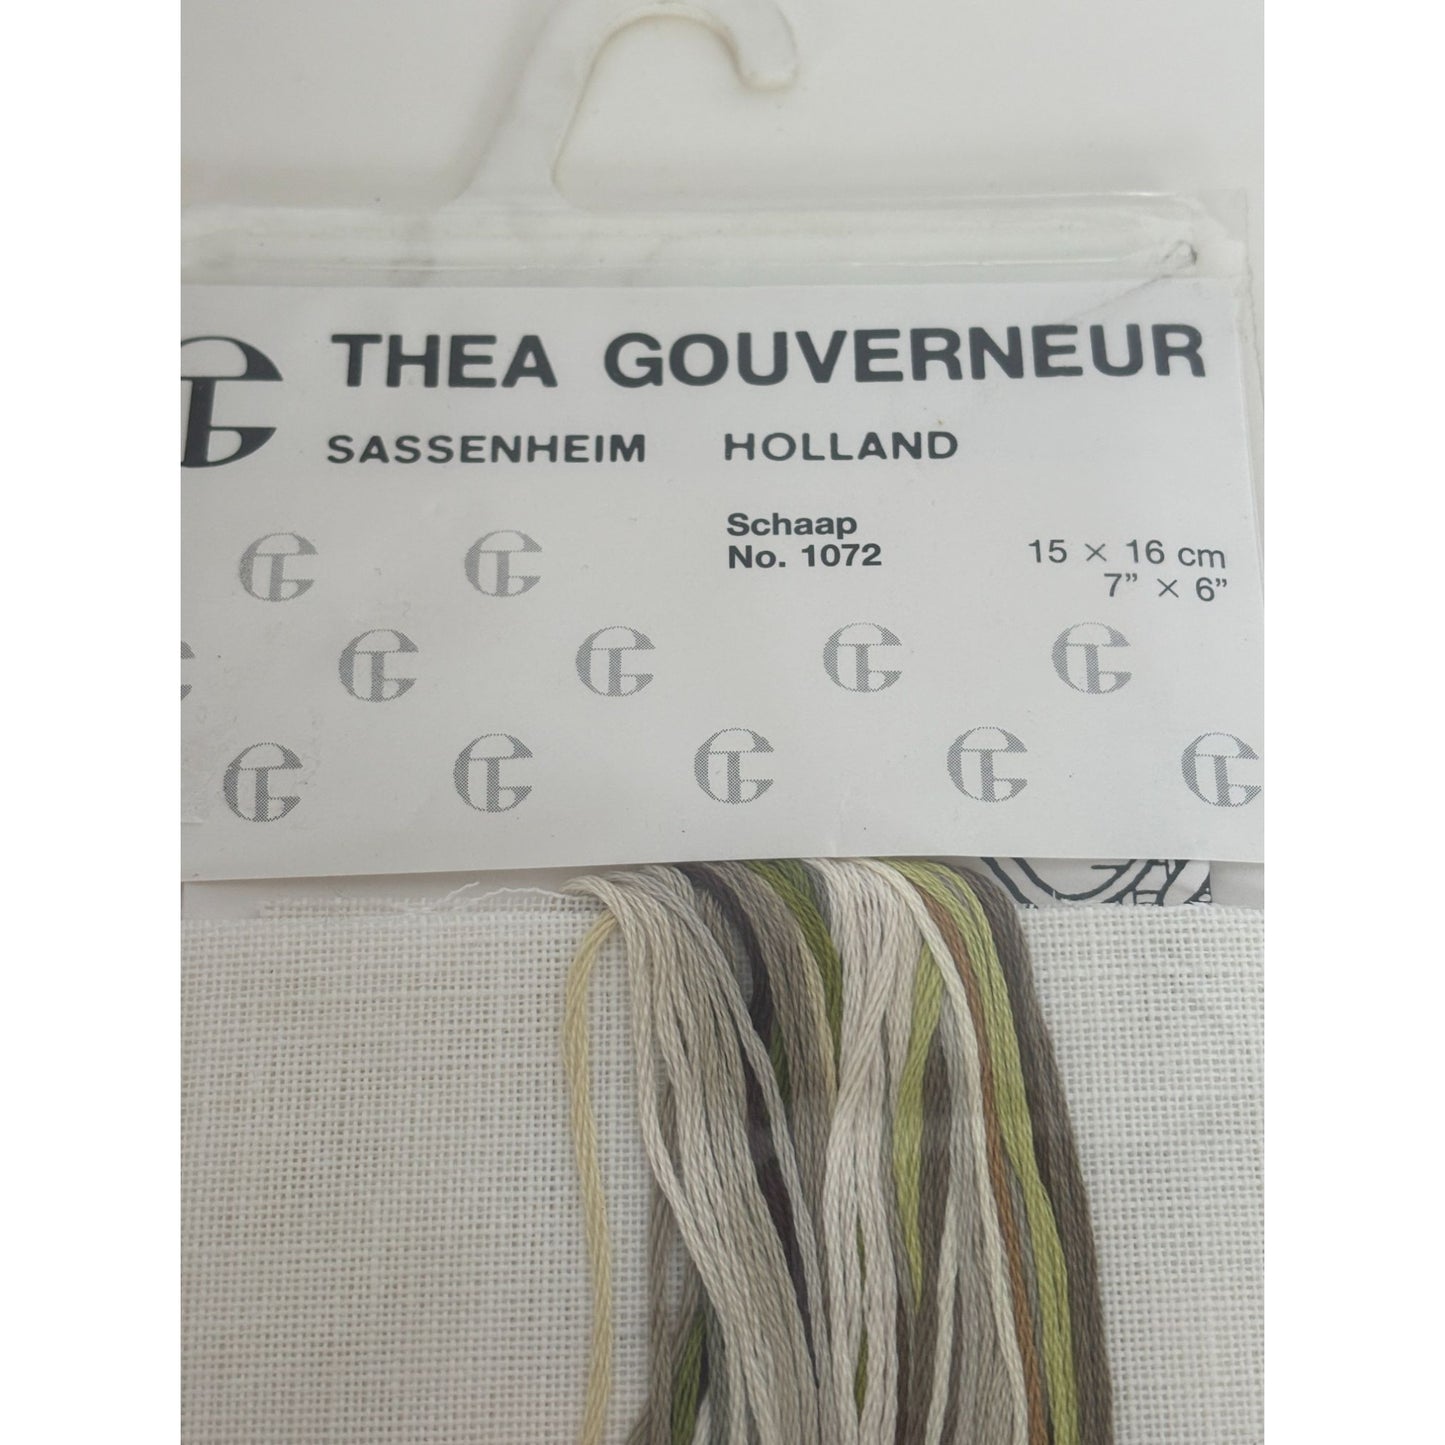 THEA GOUVERNEUR
SASSENHEIM HOLLAND
Schaap
No. 1072
15 × 16 cm
7” × 6”